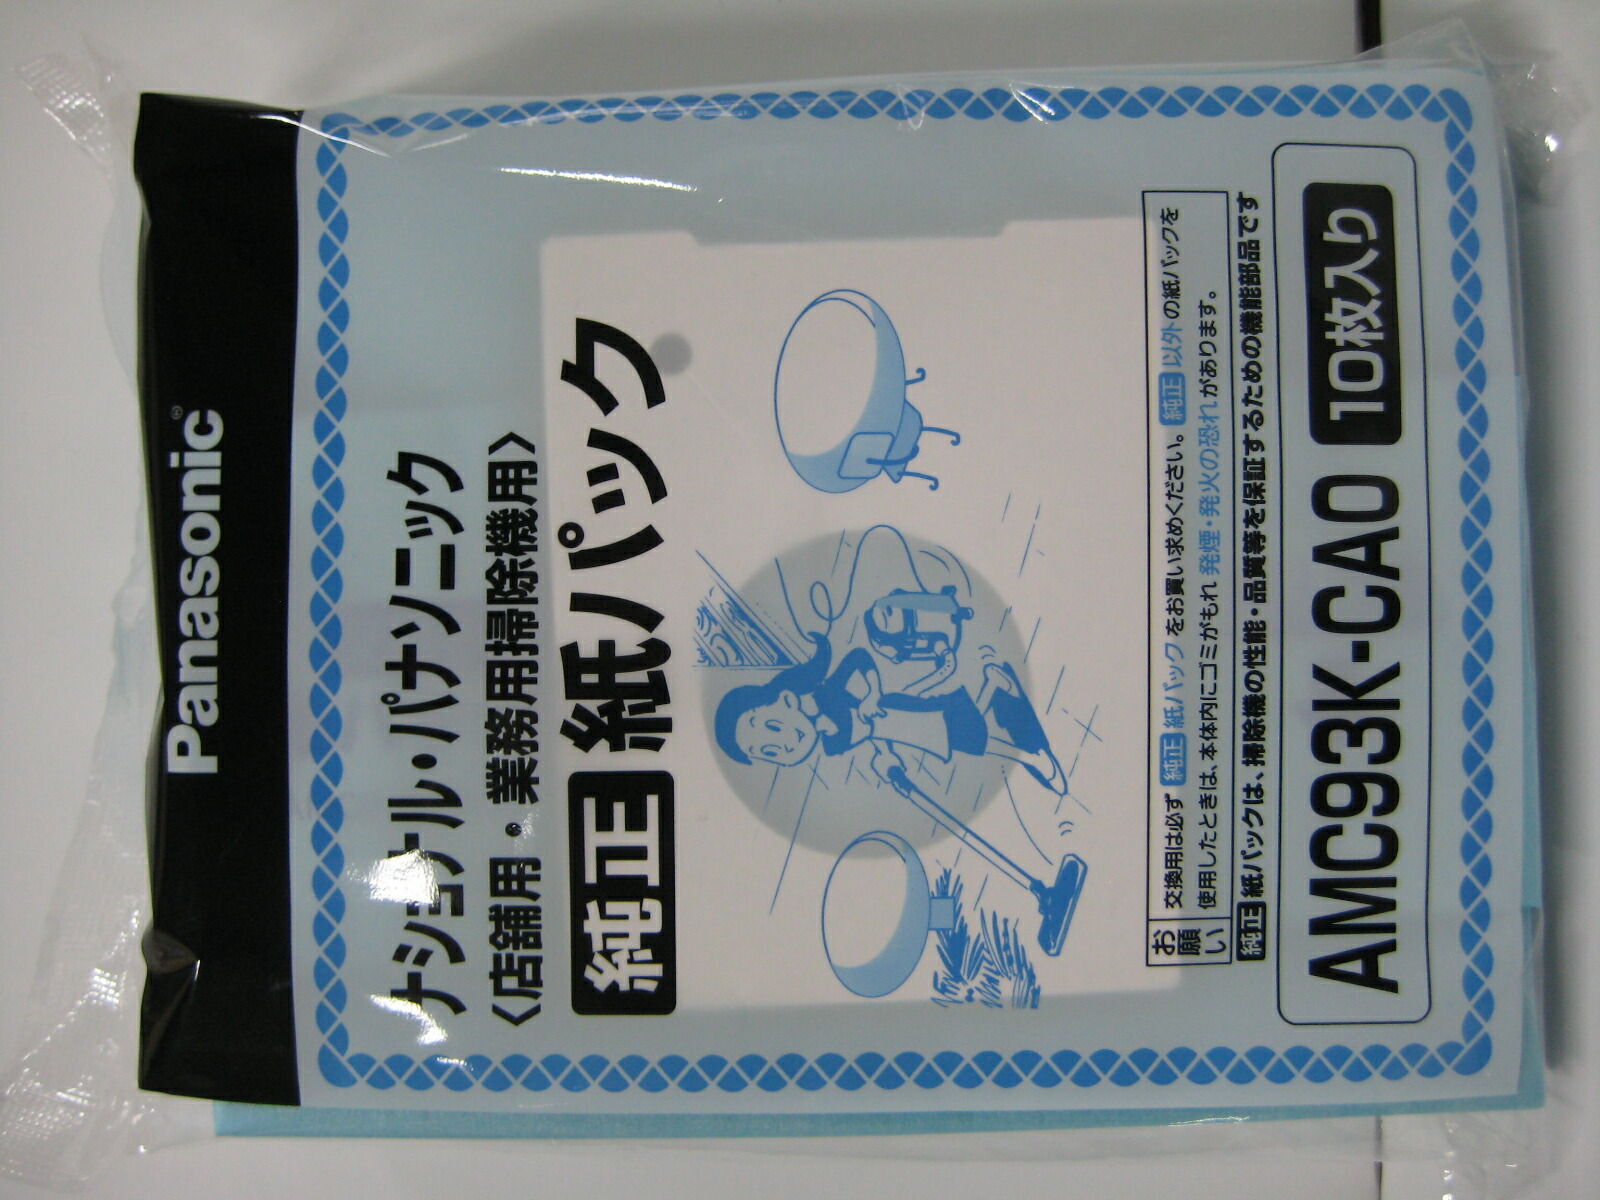 Panasonic®
ナショナル・パナソニック
〈店舗用・業務用掃除機用〉
純正 紙パック
お願い
交換用は必ず 純正 紙パック をお買い求めください。 純正 以外の紙パックを
使用したときは、本体内にゴミがもれ 発煙・発火の恐れ があります。
純正 紙パックは、掃除機の性能・品質等を保証するための機能部品です
AMC93K-CA0 10枚入り